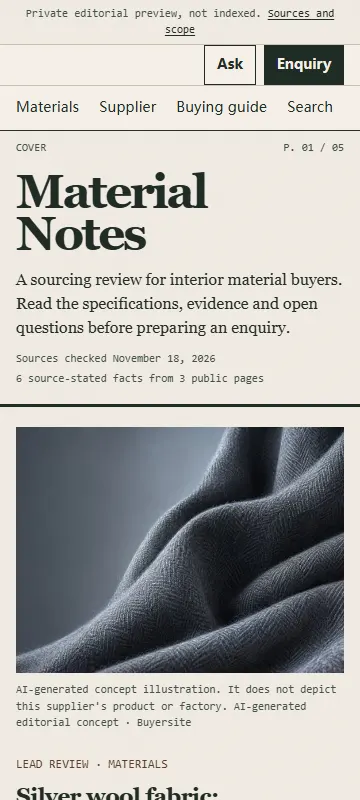 Private editorial preview, not indexed. Sources and
scope
Ask
Enquiry
Materials
Supplier
Buying guide
Search
COVER
P. 01 / 05
Material
Notes
A sourcing review for interior material buyers.
Read the specifications, evidence and open
questions before preparing an enquiry.
Sources checked November 18, 2026
6 source-stated facts from 3 public pages
AI-generated concept illustration. It does not depict
this supplier's product or factory. AI-generated
editorial concept · Buyersite
LEAD REVIEW · MATERIALS
Silver wool fabric: